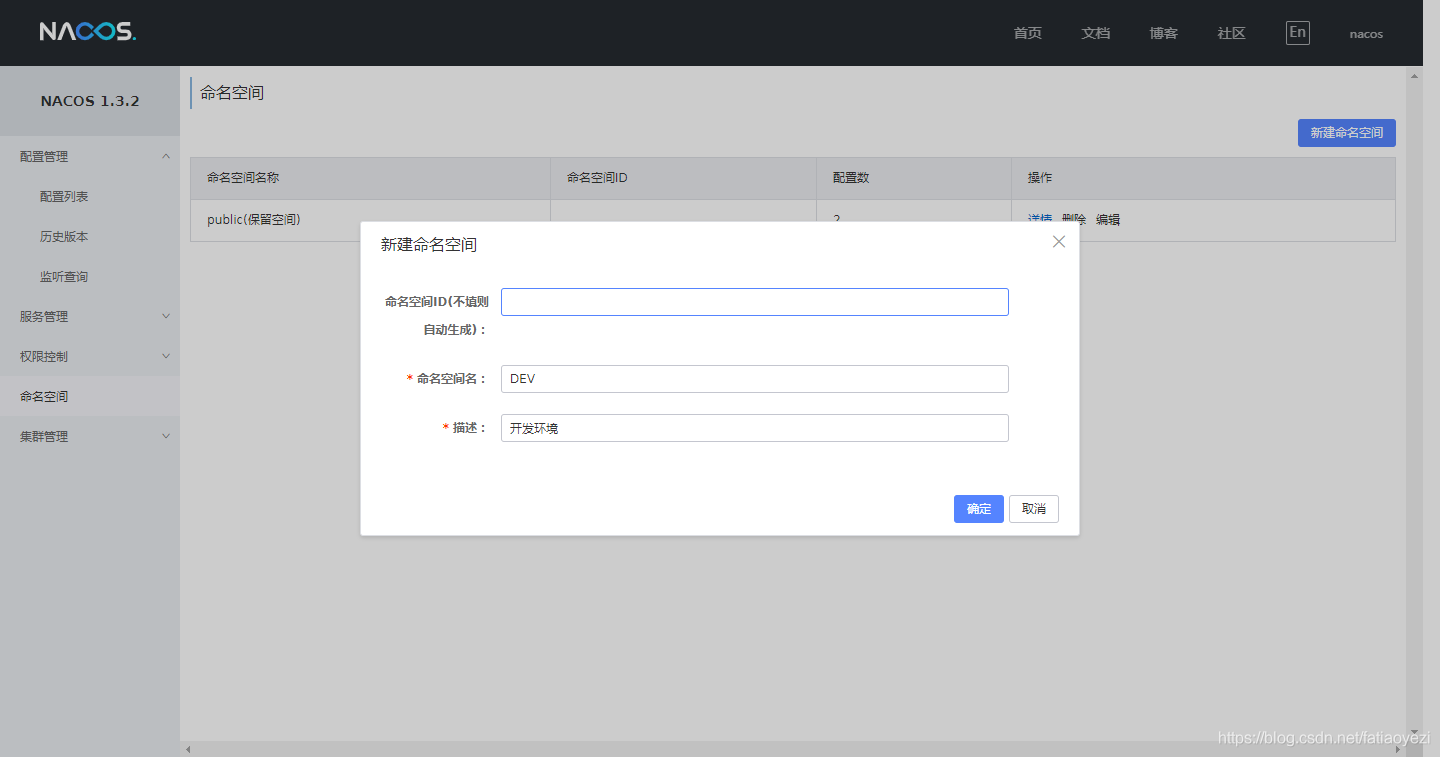 NACOS.
首页 文档 博客 社区 En nacos
NACOS 1.3.2
配置管理
配置列表
历史版本
监听查询
服务管理
权限控制
命名空间
集群管理
命名空间
新建命名空间
命名空间名称 命名空间ID 配置数 操作
public(保留空间) 2 详情 删除 编辑
新建命名空间
命名空间ID(不填则
自动生成)：
* 命名空间名： DEV
* 描述： 开发环境
确定 取消
https://blog.csdn.net/fatiaoyezi